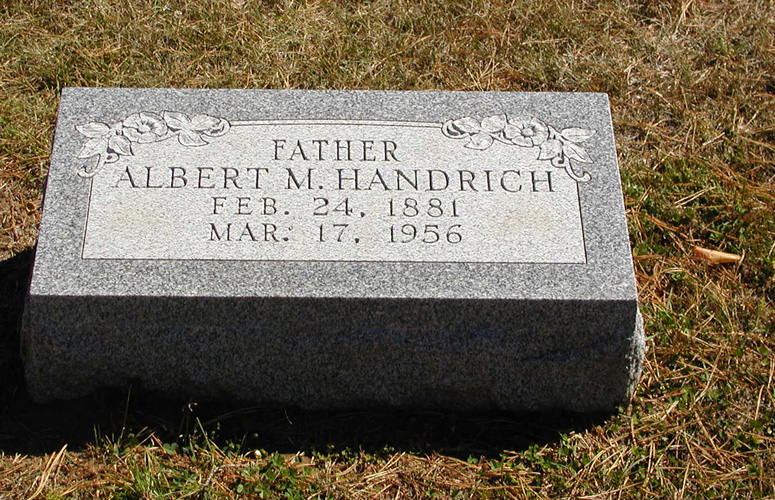 FATHER
ALBERT M. HANDRICH
FEB. 24, 1881
MAR. 17, 1956